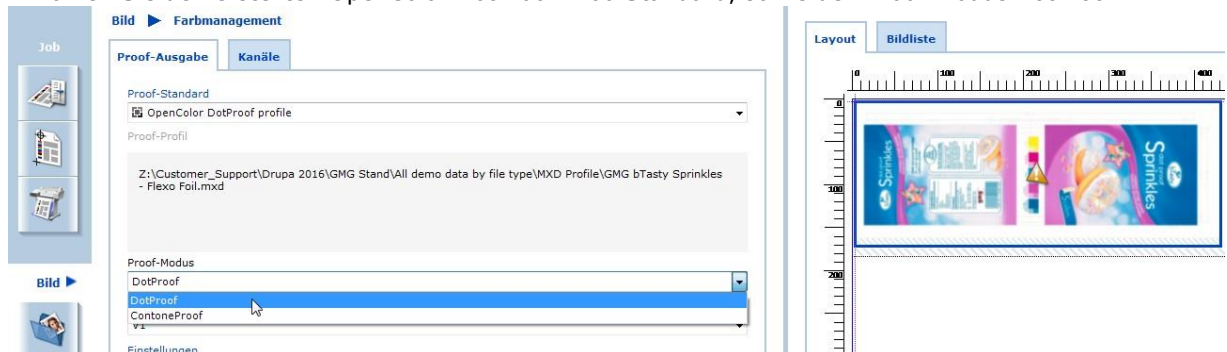 Bild ▶ Farbmanagement
Job
Proof-Ausgabe
Kanäle
Proof-Standard
OpenColor DotProof profile
Proof-Profil
Z:\Customer_Support\Drupa 2016\GMG Stand\All demo data by file type\MXD Profile\GMG bTasty Sprinkles
- Flexo Foil.mxd
Proof-Modus
DotProof
DotProof
ContoneProof
V1
Einstellungen
Bild ▶
Layout
Bildliste
0 100 200 300 400
0
100
200
Sprinkles
Sprinkles